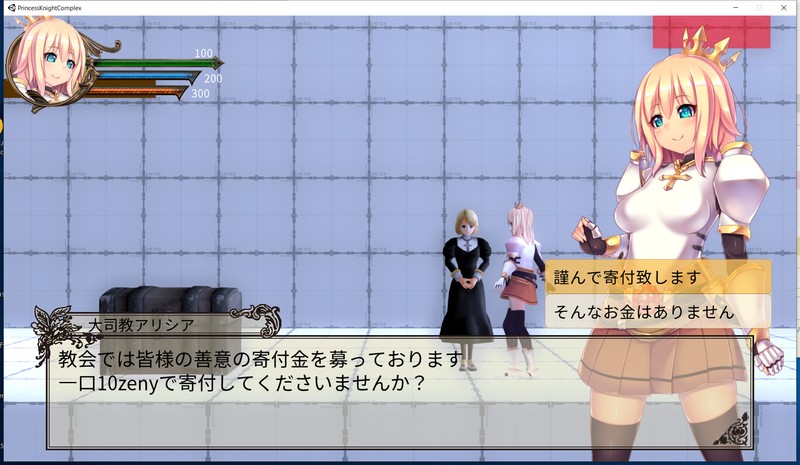 PrincessKnightComplex
100
200
300
謹んで寄付致します
そんなお金はありません
大司教アリシア
教会では皆様の善意の寄付金を募っております
一口10zenyで寄付してくださいませんか？